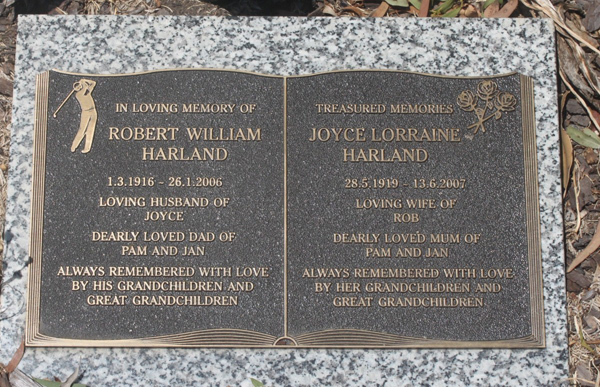 IN LOVING MEMORY OF
ROBERT WILLIAM
HARLAND
1.3.1916 - 26.1.2006
LOVING HUSBAND OF
JOYCE
DEARLY LOVED DAD OF
PAM AND JAN
ALWAYS REMEMBERED WITH LOVE
BY HIS GRANDCHILDREN AND
GREAT GRANDCHILDREN
TREASURED MEMORIES
JOYCE LORRAINE
HARLAND
28.5.1919 - 13.6.2007
LOVING WIFE OF
ROB
DEARLY LOVED MUM OF
PAM AND JAN
ALWAYS REMEMBERED WITH LOVE
BY HER GRANDCHILDREN AND
GREAT GRANDCHILDREN